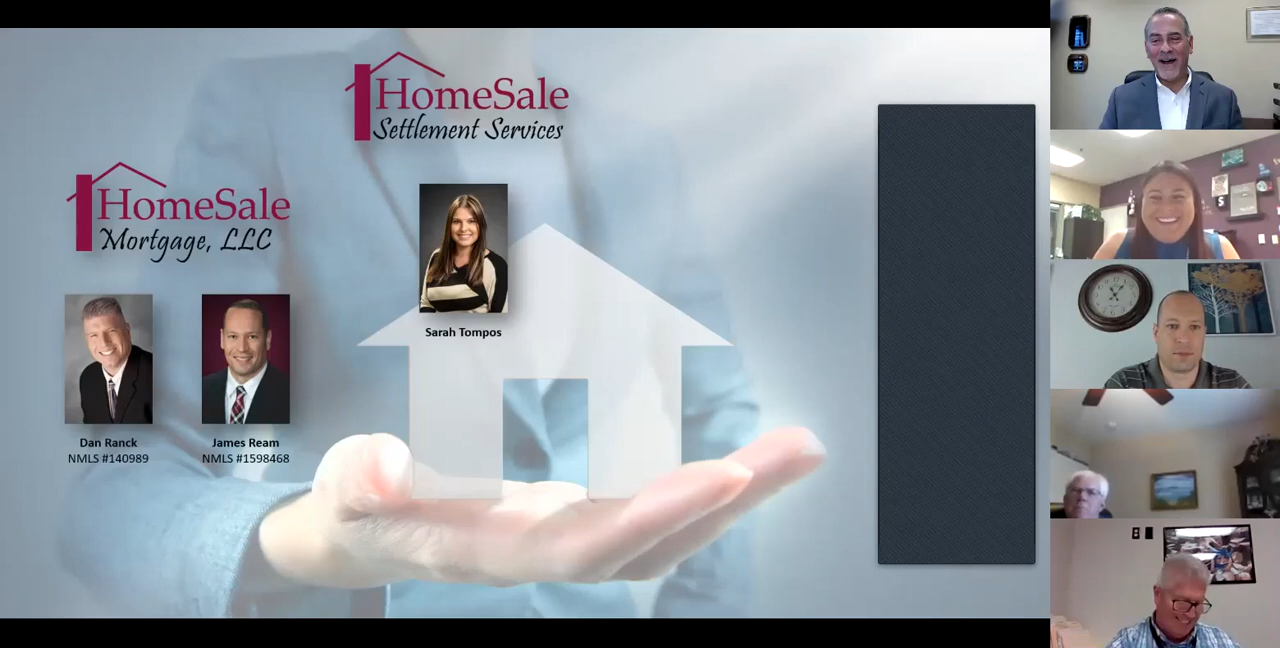 HomeSale
Settlement Services
HomeSale
Mortgage, LLC
Sarah Tompos
Dan Ranck
NMLS #140989
James Ream
NMLS #1598468